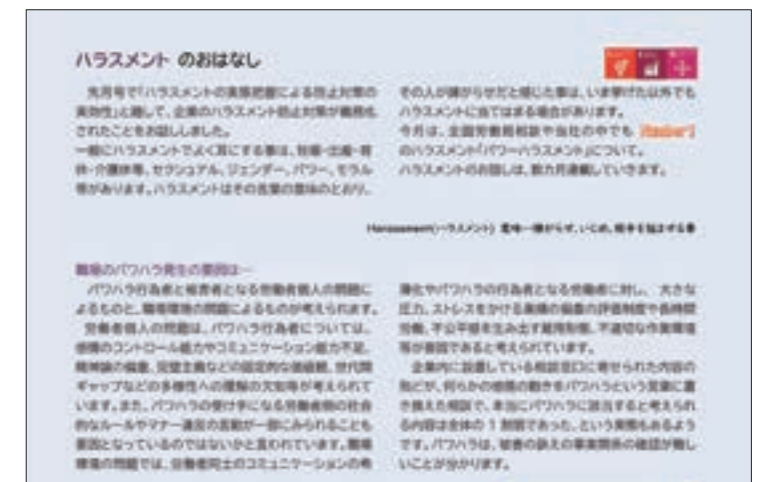 ハラスメント のおはなし
先月号で「ハラスメントの実態把握による防止対策の
実効性」と題して、企業のハラスメント防止対策が義務化
されたことをお話ししました。
一般にハラスメントでよく耳にする事は、妊娠・出産・育
休・介護休等、セクシュアル、ジェンダー、パワー、モラル
等があります。ハラスメントはその言葉の意味のとおり、
その人が嫌がらせだと感じた事は、いま挙げた以外でも
ハラスメントに当てはまる場合があります。
今月は、全国労働局相談や当社の中でも
のハラスメント「パワーハラスメント」について。
ハラスメントのお話しは、数カ月連載していきます。
Harassment(ハラスメント) 意味…嫌がらせ、いじめ、相手を悩ませる事
職場のパワハラ発生の要因は…
パワハラ行為者と被害者となる労働者個人の問題に
よるものと、職場環境の問題によるものが考えられます。
労働者個人の問題は、パワハラ行為者については、
感情のコントロール能力やコミュニケーション能力不足、
精神論の偏重、完璧主義などの固定的な価値観、世代間
ギャップなどの多様性への理解の欠如等が考えられて
います。また、パワハラの受け手になる労働者側の社会
的なルールやマナー違反の言動が一部にみられることも
要因となっているのではないかと言われています。職場
環境の問題では、労働者同士のコミュニケーションの希
薄化やパワハラの行為者となる労働者に対し、 大きな
圧力、ストレスをかける業績の偏重の評価制度や長時間
労働、不公平感を生み出す雇用形態、不適切な作業環境
等が要因であると考えられています。
企業内に設置している相談窓口に寄せられた内容の
殆どが、何らかの感情の動きをパワハラという言葉に置
き換えた相談で、本当にパワハラに該当すると考えられ
る内容は全体の 1 割弱であった、という実態もあるよう
です。パワハラは、被害の訴えの事実関係の確認が難し
いことが分かります。